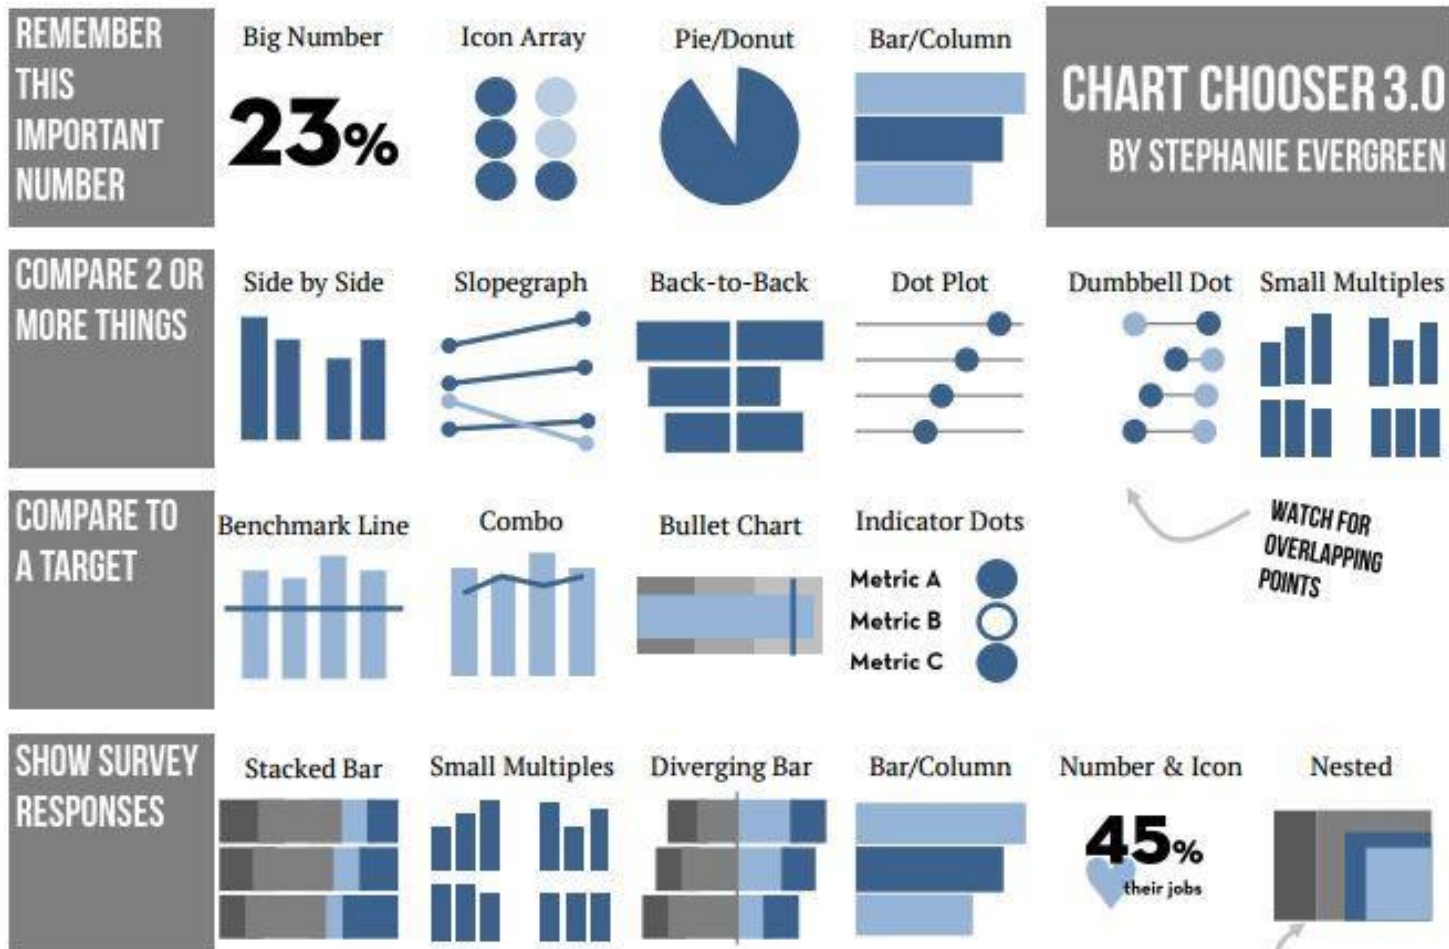 REMEMBER
THIS
IMPORTANT
NUMBER
Big Number
23%
Icon Array
Pie/Donut
Bar/Column
CHART CHOOSER 3.0
BY STEPHANIE EVERGREEN
COMPARE 2 OR
MORE THINGS
Side by Side
Slopegraph
Back-to-Back
Dot Plot
Dumbbell Dot
Small Multiples
WATCH FOR
OVERLAPPING
POINTS
COMPARE TO
A TARGET
Benchmark Line
Combo
Bullet Chart
Indicator Dots
Metric A
Metric B
Metric C
SHOW SURVEY
RESPONSES
Stacked Bar
Small Multiples
Diverging Bar
Bar/Column
Number & Icon
45%
their jobs
Nested